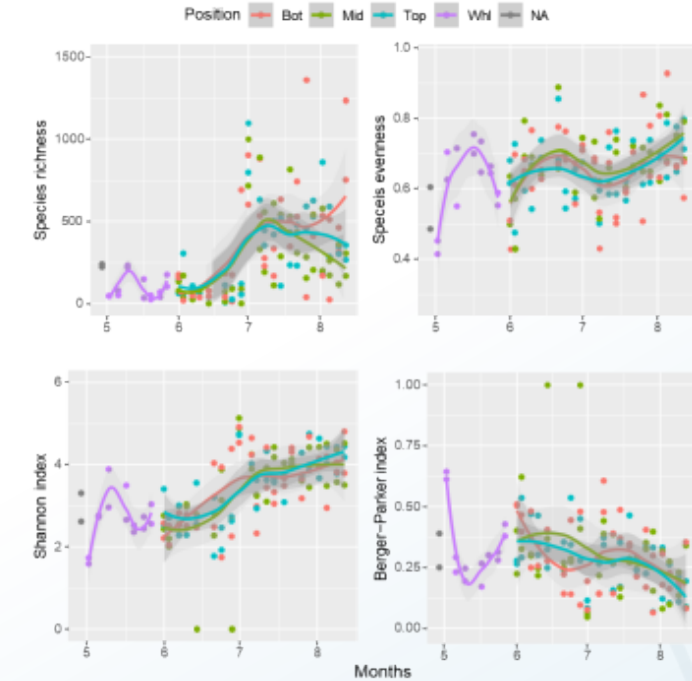 Position Bot Mid Top Whl NA
Species richness
1500
1000
500
0
5 6 7 8
Speceis evenness
1.0
0.8
0.6
0.4
5 6 7 8
Shannon index
6
4
2
0
5 6 7 8
Berger-Parker index
1.00
0.75
0.50
0.25
0.00
5 6 7 8
Months